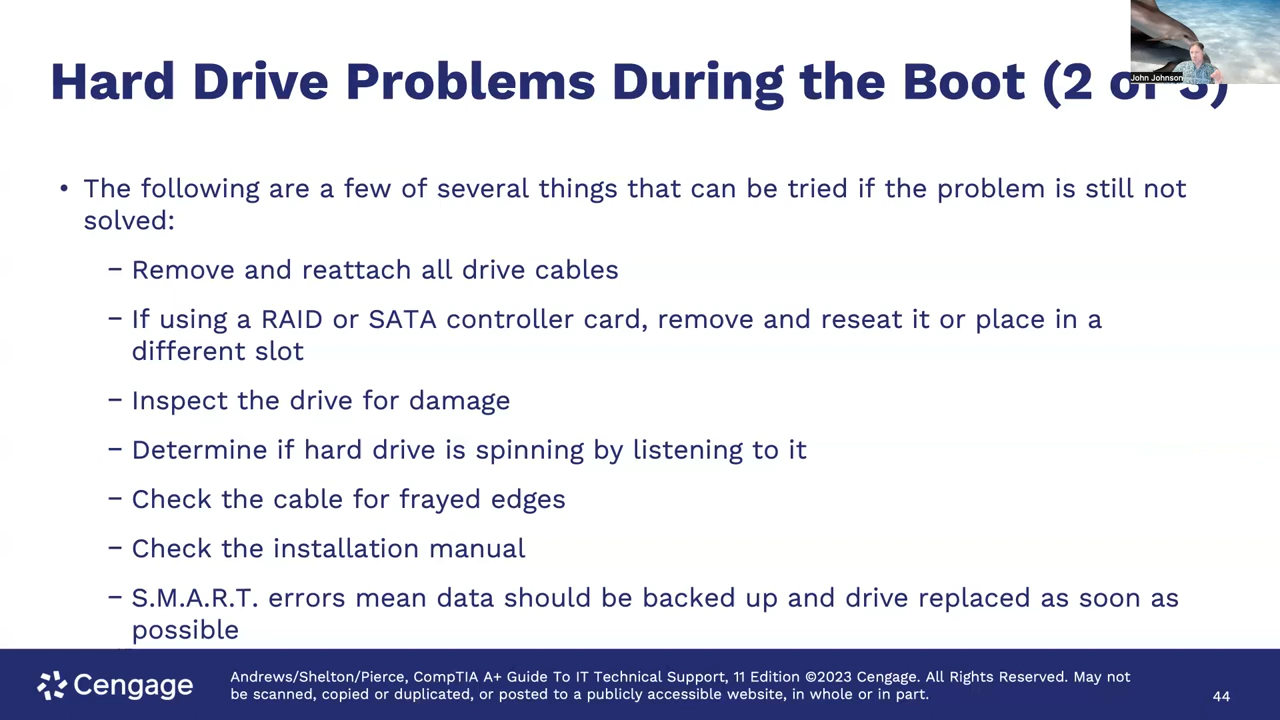 John Johnson
Hard Drive Problems During the Boot (2 of 3)
• The following are a few of several things that can be tried if the problem is still not
solved:
– Remove and reattach all drive cables
– If using a RAID or SATA controller card, remove and reseat it or place in a
different slot
– Inspect the drive for damage
– Determine if hard drive is spinning by listening to it
– Check the cable for frayed edges
– Check the installation manual
– S.M.A.R.T. errors mean data should be backed up and drive replaced as soon as
possible
Cengage
Andrews/Shelton/Pierce, CompTIA A+ Guide To IT Technical Support, 11 Edition ©2023 Cengage. All Rights Reserved. May not
be scanned, copied or duplicated, or posted to a publicly accessible website, in whole or in part.
44